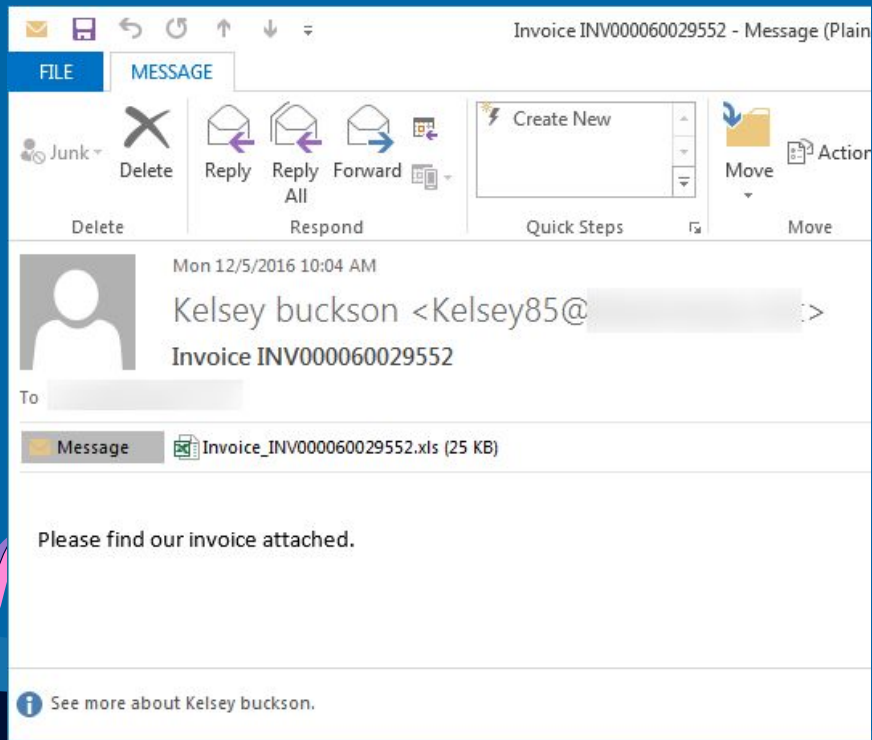 Invoice INV000060029552 - Message (Plain
FILE MESSAGE
Junk
Delete
Reply
Reply All
Forward
Create New
Move
Action
Delete Respond Quick Steps Move
Mon 12/5/2016 10:04 AM
Kelsey buckson <Kelsey85@ >
Invoice INV000060029552
To
Message Invoice_INV000060029552.xls (25 KB)
Please find our invoice attached.
See more about Kelsey buckson.